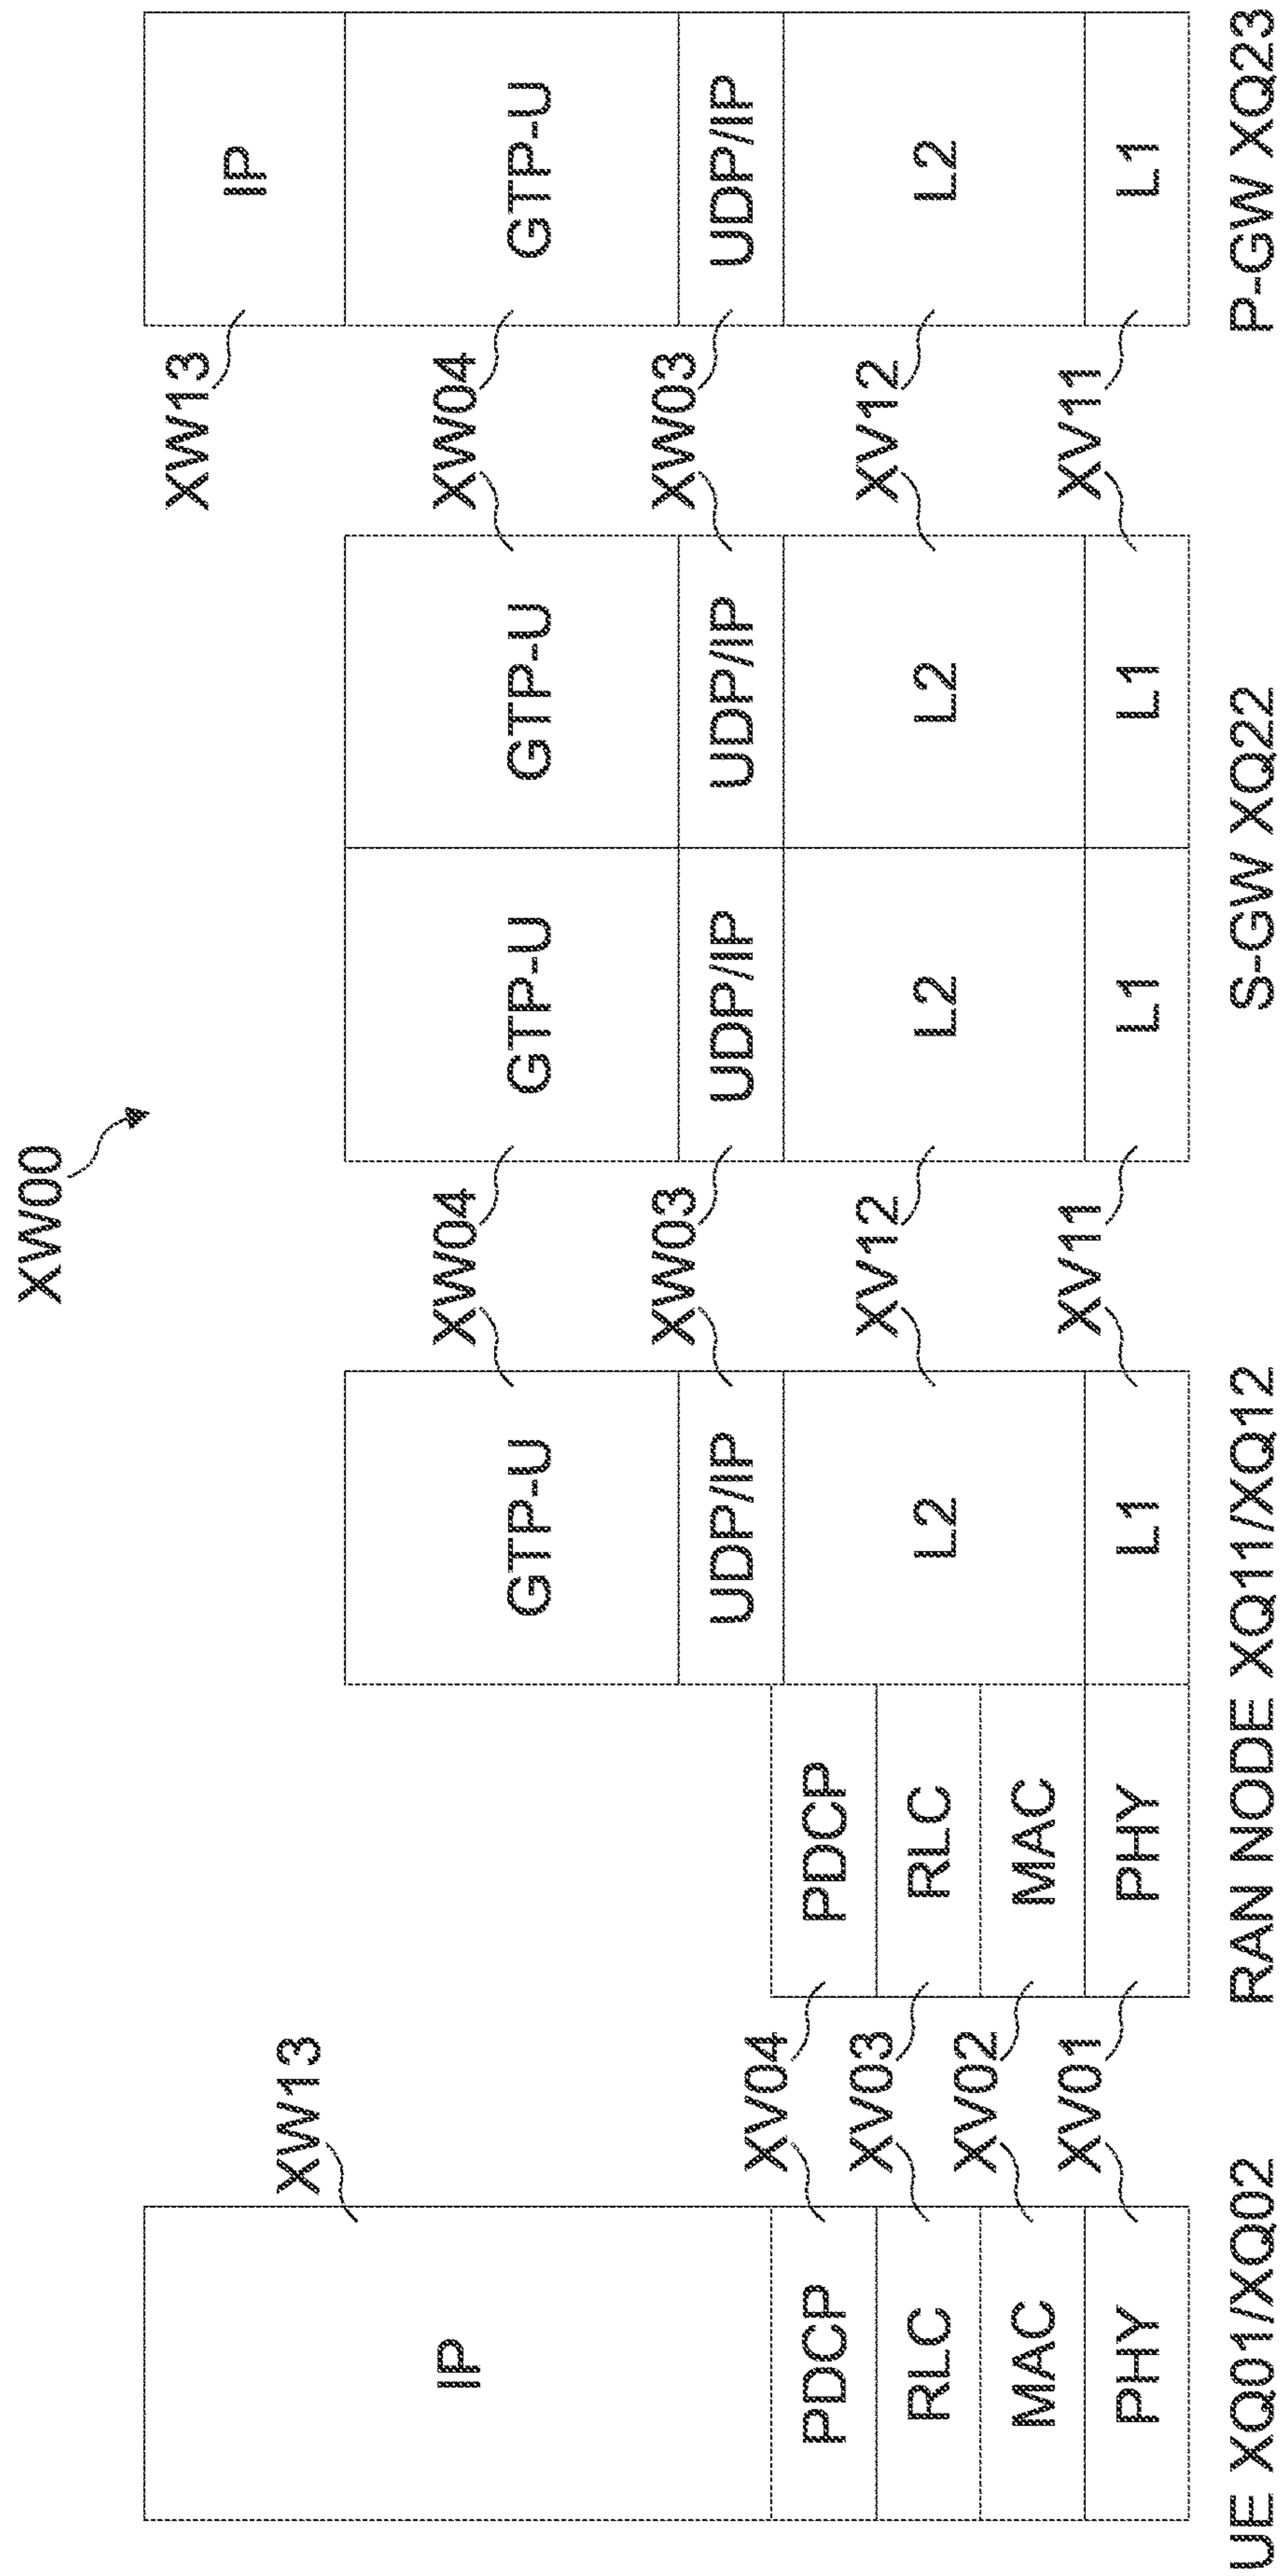 XW00
IP
XW13
PDCP
RLC
MAC
PHY
XV04
XV03
XV02
XV01
UE XQ01/XQ02
PDCP
RLC
MAC
PHY
GTP-U
UDP/IP
L2
L1
RAN NODE XQ11/XQ12
XW04
XW03
XV12
XV11
GTP-U
UDP/IP
L2
L1
GTP-U
UDP/IP
L2
L1
S-GW XQ22
XW13
XW04
XW03
XV12
XV11
IP
GTP-U
UDP/IP
L2
L1
P-GW XQ23